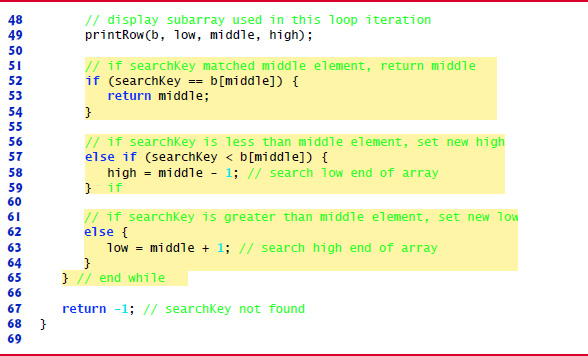 48 // display subarray used in this loop iteration
49 printRow(b, low, middle, high);
50
51 // if searchKey matched middle element, return middle
52 if (searchKey == b[middle]) {
53 return middle;
54 }
55
56 // if searchKey is less than middle element, set new high
57 else if (searchKey < b[middle]) {
58 high = middle - 1; // search low end of array
59 } if
60
61 // if searchKey is greater than middle element, set new low
62 else {
63 low = middle + 1; // search high end of array
64 }
65 } // end while
66
67 return -1; // searchKey not found
68 }
69